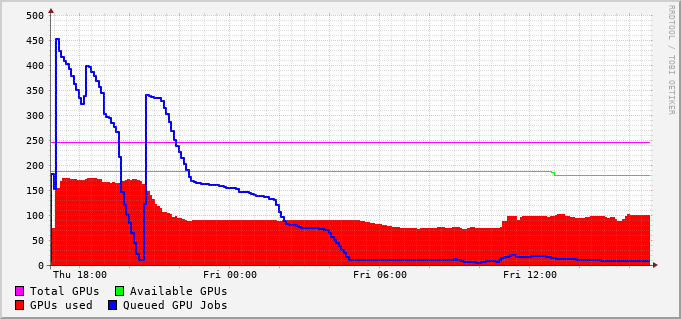 500
450
400
350
300
250
200
150
100
50
0
Thu 18:00 Fri 00:00 Fri 06:00 Fri 12:00
Total GPUs Available GPUs
GPUs used Queued GPU Jobs
RRDTOOL / TOBI OETIKER